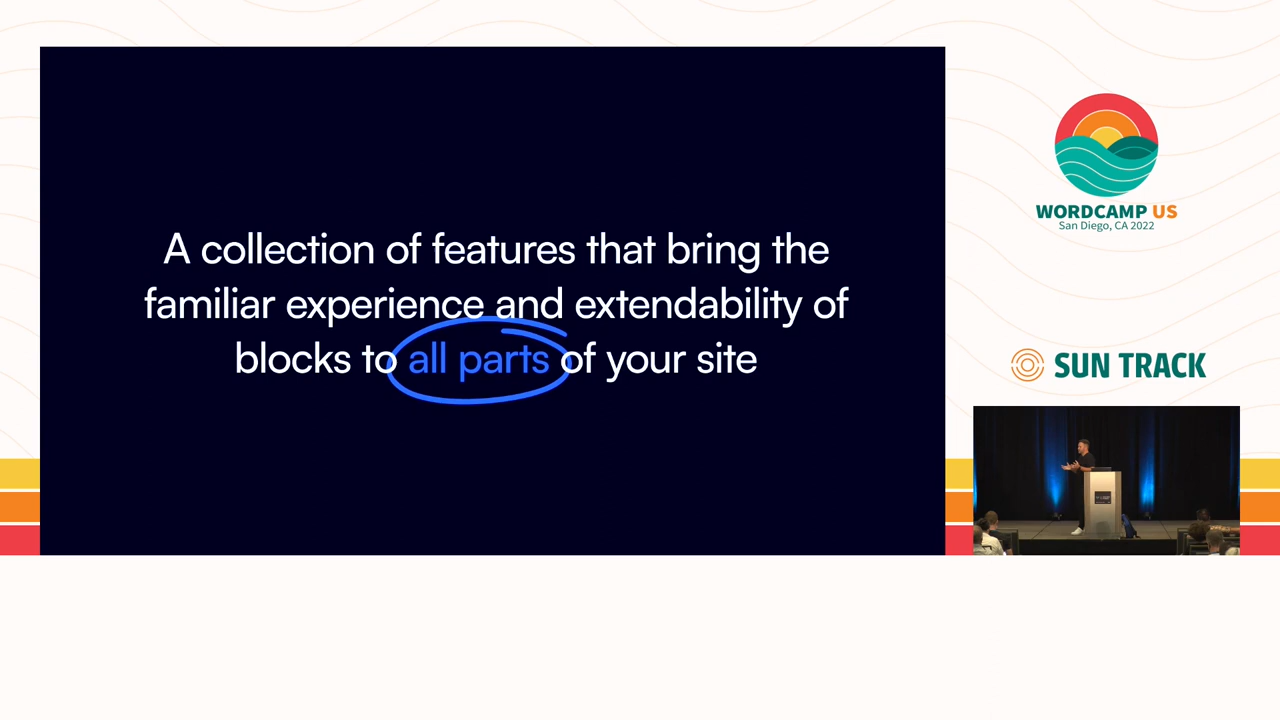 A collection of features that bring the
familiar experience and extendability of
blocks to all parts of your site
WORDCAMP US
San Diego, CA 2022
SUN TRACK